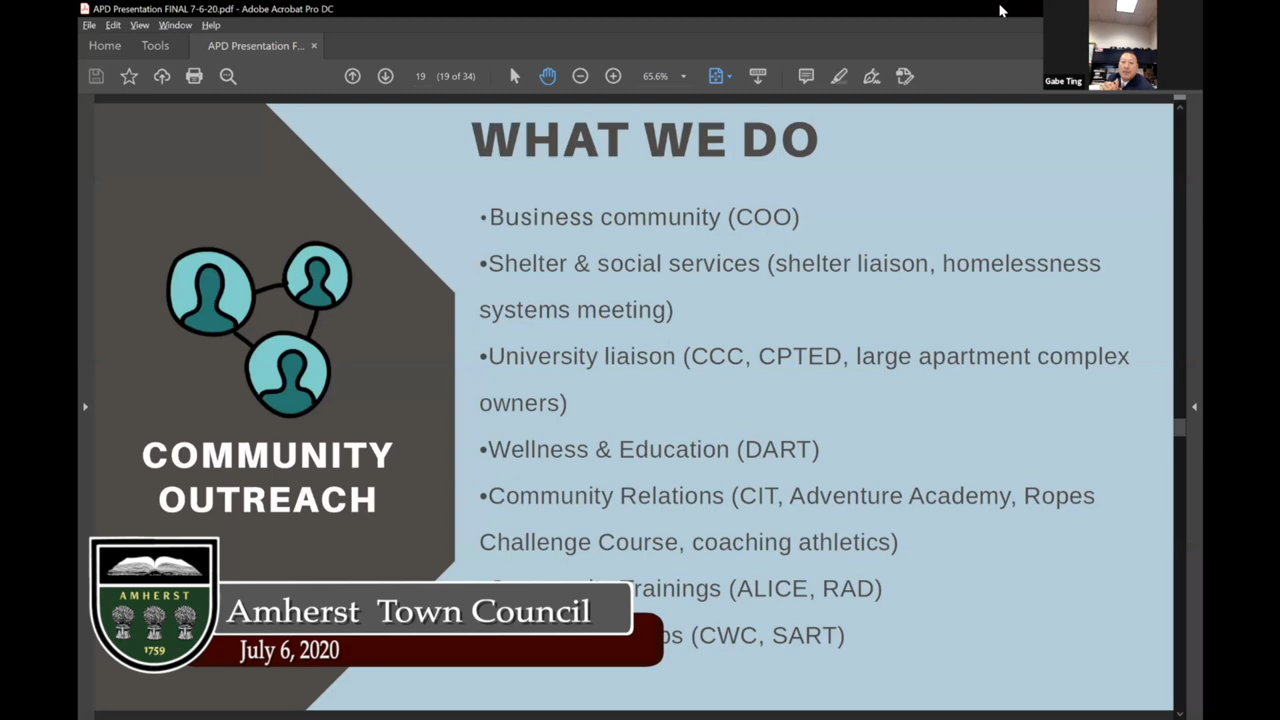 APD Presentation FINAL 7-6-20.pdf - Adobe Acrobat Pro DC
File Edit View Window Help
Home Tools APD Presentation F... ×
19 (19 of 34) 65.6%
Gabe Ting
WHAT WE DO
•Business community (COO)
•Shelter & social services (shelter liaison, homelessness
systems meeting)
•University liaison (CCC, CPTED, large apartment complex
owners)
•Wellness & Education (DART)
•Community Relations (CIT, Adventure Academy, Ropes
Challenge Course, coaching athletics)
Trainings (ALICE, RAD)
(CWC, SART)
COMMUNITY
OUTREACH
AMHERST
1759
Amherst Town Council
July 6, 2020